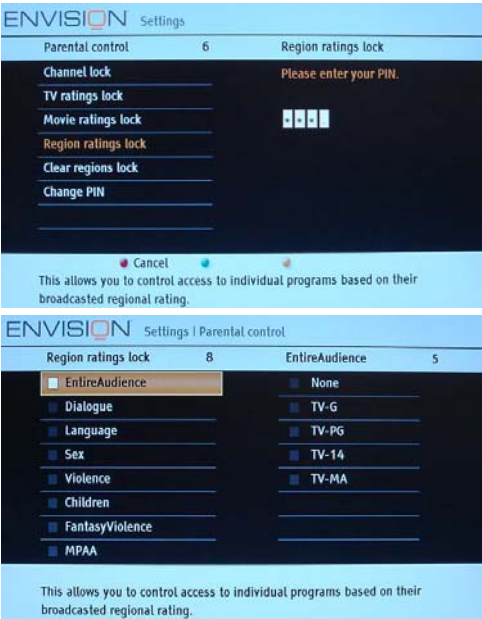 ENVISION Settings
Parental control 6 Region ratings lock
Channel lock Please enter your PIN.
TV ratings lock
Movie ratings lock
Region ratings lock
Clear regions lock
Change PIN
Cancel
This allows you to control access to individual programs based on their
broadcasted regional rating.
ENVISION Settings | Parental control
Region ratings lock 8 EntireAudience 5
EntireAudience None
Dialogue TV-G
Language TV-PG
Sex TV-14
Violence TV-MA
Children
FantasyViolence
MPAA
This allows you to control access to individual programs based on their
broadcasted regional rating.